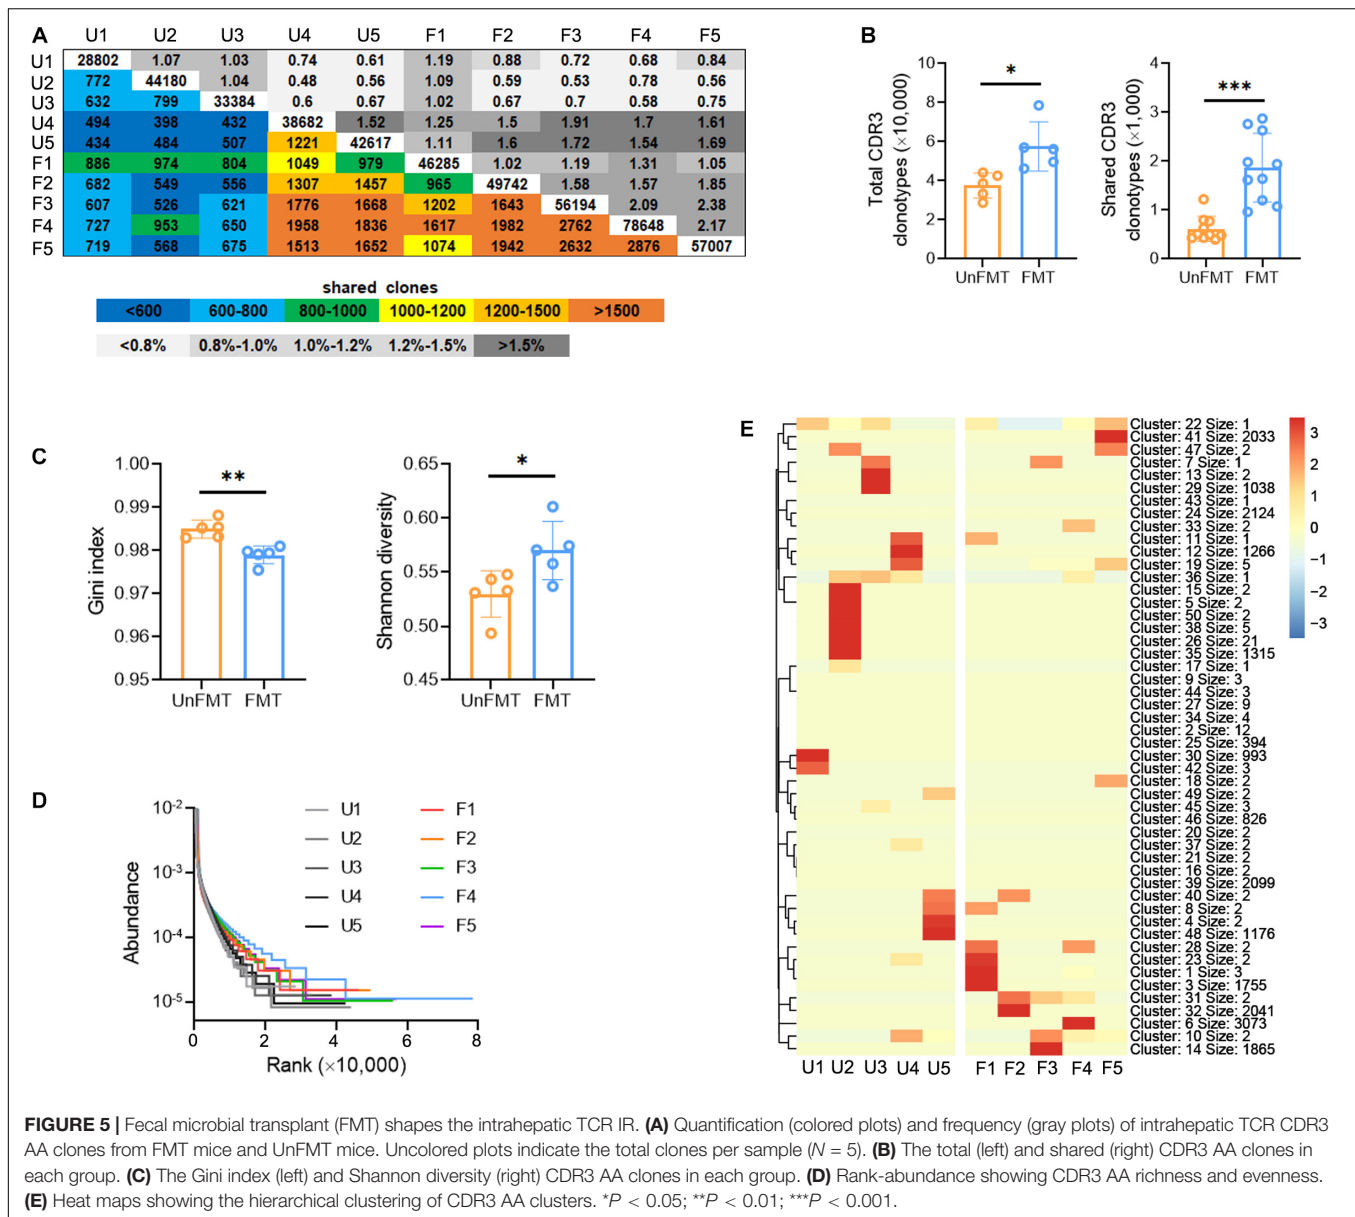 A
U1 U2 U3 U4 U5 F1 F2 F3 F4 F5
U1 28802 1.07 1.03 0.74 0.61 1.19 0.88 0.72 0.68 0.84
U2 772 44180 1.04 0.48 0.56 1.09 0.59 0.53 0.78 0.56
U3 632 799 33384 0.6 0.67 1.02 0.67 0.7 0.58 0.75
U4 494 398 432 38682 1.52 1.25 1.5 1.91 1.7 1.61
U5 434 484 507 1221 42617 1.11 1.6 1.72 1.54 1.69
F1 886 974 804 1049 979 46285 1.02 1.19 1.31 1.05
F2 682 549 556 1307 1457 965 49742 1.58 1.57 1.85
F3 607 526 621 1776 1668 1202 1643 56194 2.09 2.38
F4 727 953 650 1958 1836 1617 1982 2762 78648 2.17
F5 719 568 675 1513 1652 1074 1942 2632 2876 57007
shared clones
<600 600-800 800-1000 1000-1200 1200-1500 >1500
<0.8% 0.8%-1.0% 1.0%-1.2% 1.2%-1.5% >1.5%
B
Total CDR3
clonotypes (×10,000)
10
8
6
4
2
0
*
UnFMT FMT
Shared CDR3
clonotypes (×1,000)
4
3
2
1
0
***
UnFMT FMT
C
Gini index
1.00
0.99
0.98
0.97
0.96
0.95
**
UnFMT FMT
Shannon diversity
0.65
0.60
0.55
0.50
0.45
*
UnFMT FMT
D
Abundance
10-2
10-3
10-4
10-5
U1 F1
U2 F2
U3 F3
U4 F4
U5 F5
0 2 4 6 8
Rank (×10,000)
E
Cluster: 22 Size: 1
Cluster: 41 Size: 2033
Cluster: 47 Size: 2
Cluster: 7 Size: 1
Cluster: 13 Size: 2
Cluster: 29 Size: 1038
Cluster: 43 Size: 1
Cluster: 24 Size: 2124
Cluster: 33 Size: 2
Cluster: 11 Size: 1
Cluster: 12 Size: 1266
Cluster: 19 Size: 5
Cluster: 36 Size: 1
Cluster: 15 Size: 2
Cluster: 5 Size: 2
Cluster: 50 Size: 2
Cluster: 38 Size: 5
Cluster: 26 Size: 21
Cluster: 35 Size: 1315
Cluster: 17 Size: 1
Cluster: 9 Size: 3
Cluster: 44 Size: 3
Cluster: 27 Size: 9
Cluster: 34 Size: 4
Cluster: 2 Size: 12
Cluster: 25 Size: 394
Cluster: 30 Size: 993
Cluster: 42 Size: 3
Cluster: 18 Size: 2
Cluster: 49 Size: 2
Cluster: 45 Size: 3
Cluster: 46 Size: 826
Cluster: 20 Size: 2
Cluster: 37 Size: 2
Cluster: 21 Size: 2
Cluster: 16 Size: 2
Cluster: 39 Size: 2099
Cluster: 40 Size: 2
Cluster: 8 Size: 2
Cluster: 4 Size: 2
Cluster: 48 Size: 1176
Cluster: 28 Size: 2
Cluster: 23 Size: 2
Cluster: 1 Size: 3
Cluster: 3 Size: 1755
Cluster: 31 Size: 2
Cluster: 32 Size: 2041
Cluster: 6 Size: 3073
Cluster: 10 Size: 2
Cluster: 14 Size: 1865
U1 U2 U3 U4 U5 F1 F2 F3 F4 F5
3
2
1
0
−1
−2
−3
FIGURE 5 | Fecal microbial transplant (FMT) shapes the intrahepatic TCR IR. (A) Quantification (colored plots) and frequency (gray plots) of intrahepatic TCR CDR3
AA clones from FMT mice and UnFMT mice. Uncolored plots indicate the total clones per sample (N = 5). (B) The total (left) and shared (right) CDR3 AA clones in
each group. (C) The Gini index (left) and Shannon diversity (right) CDR3 AA clones in each group. (D) Rank-abundance showing CDR3 AA richness and evenness.
(E) Heat maps showing the hierarchical clustering of CDR3 AA clusters. *P < 0.05; **P < 0.01; ***P < 0.001.